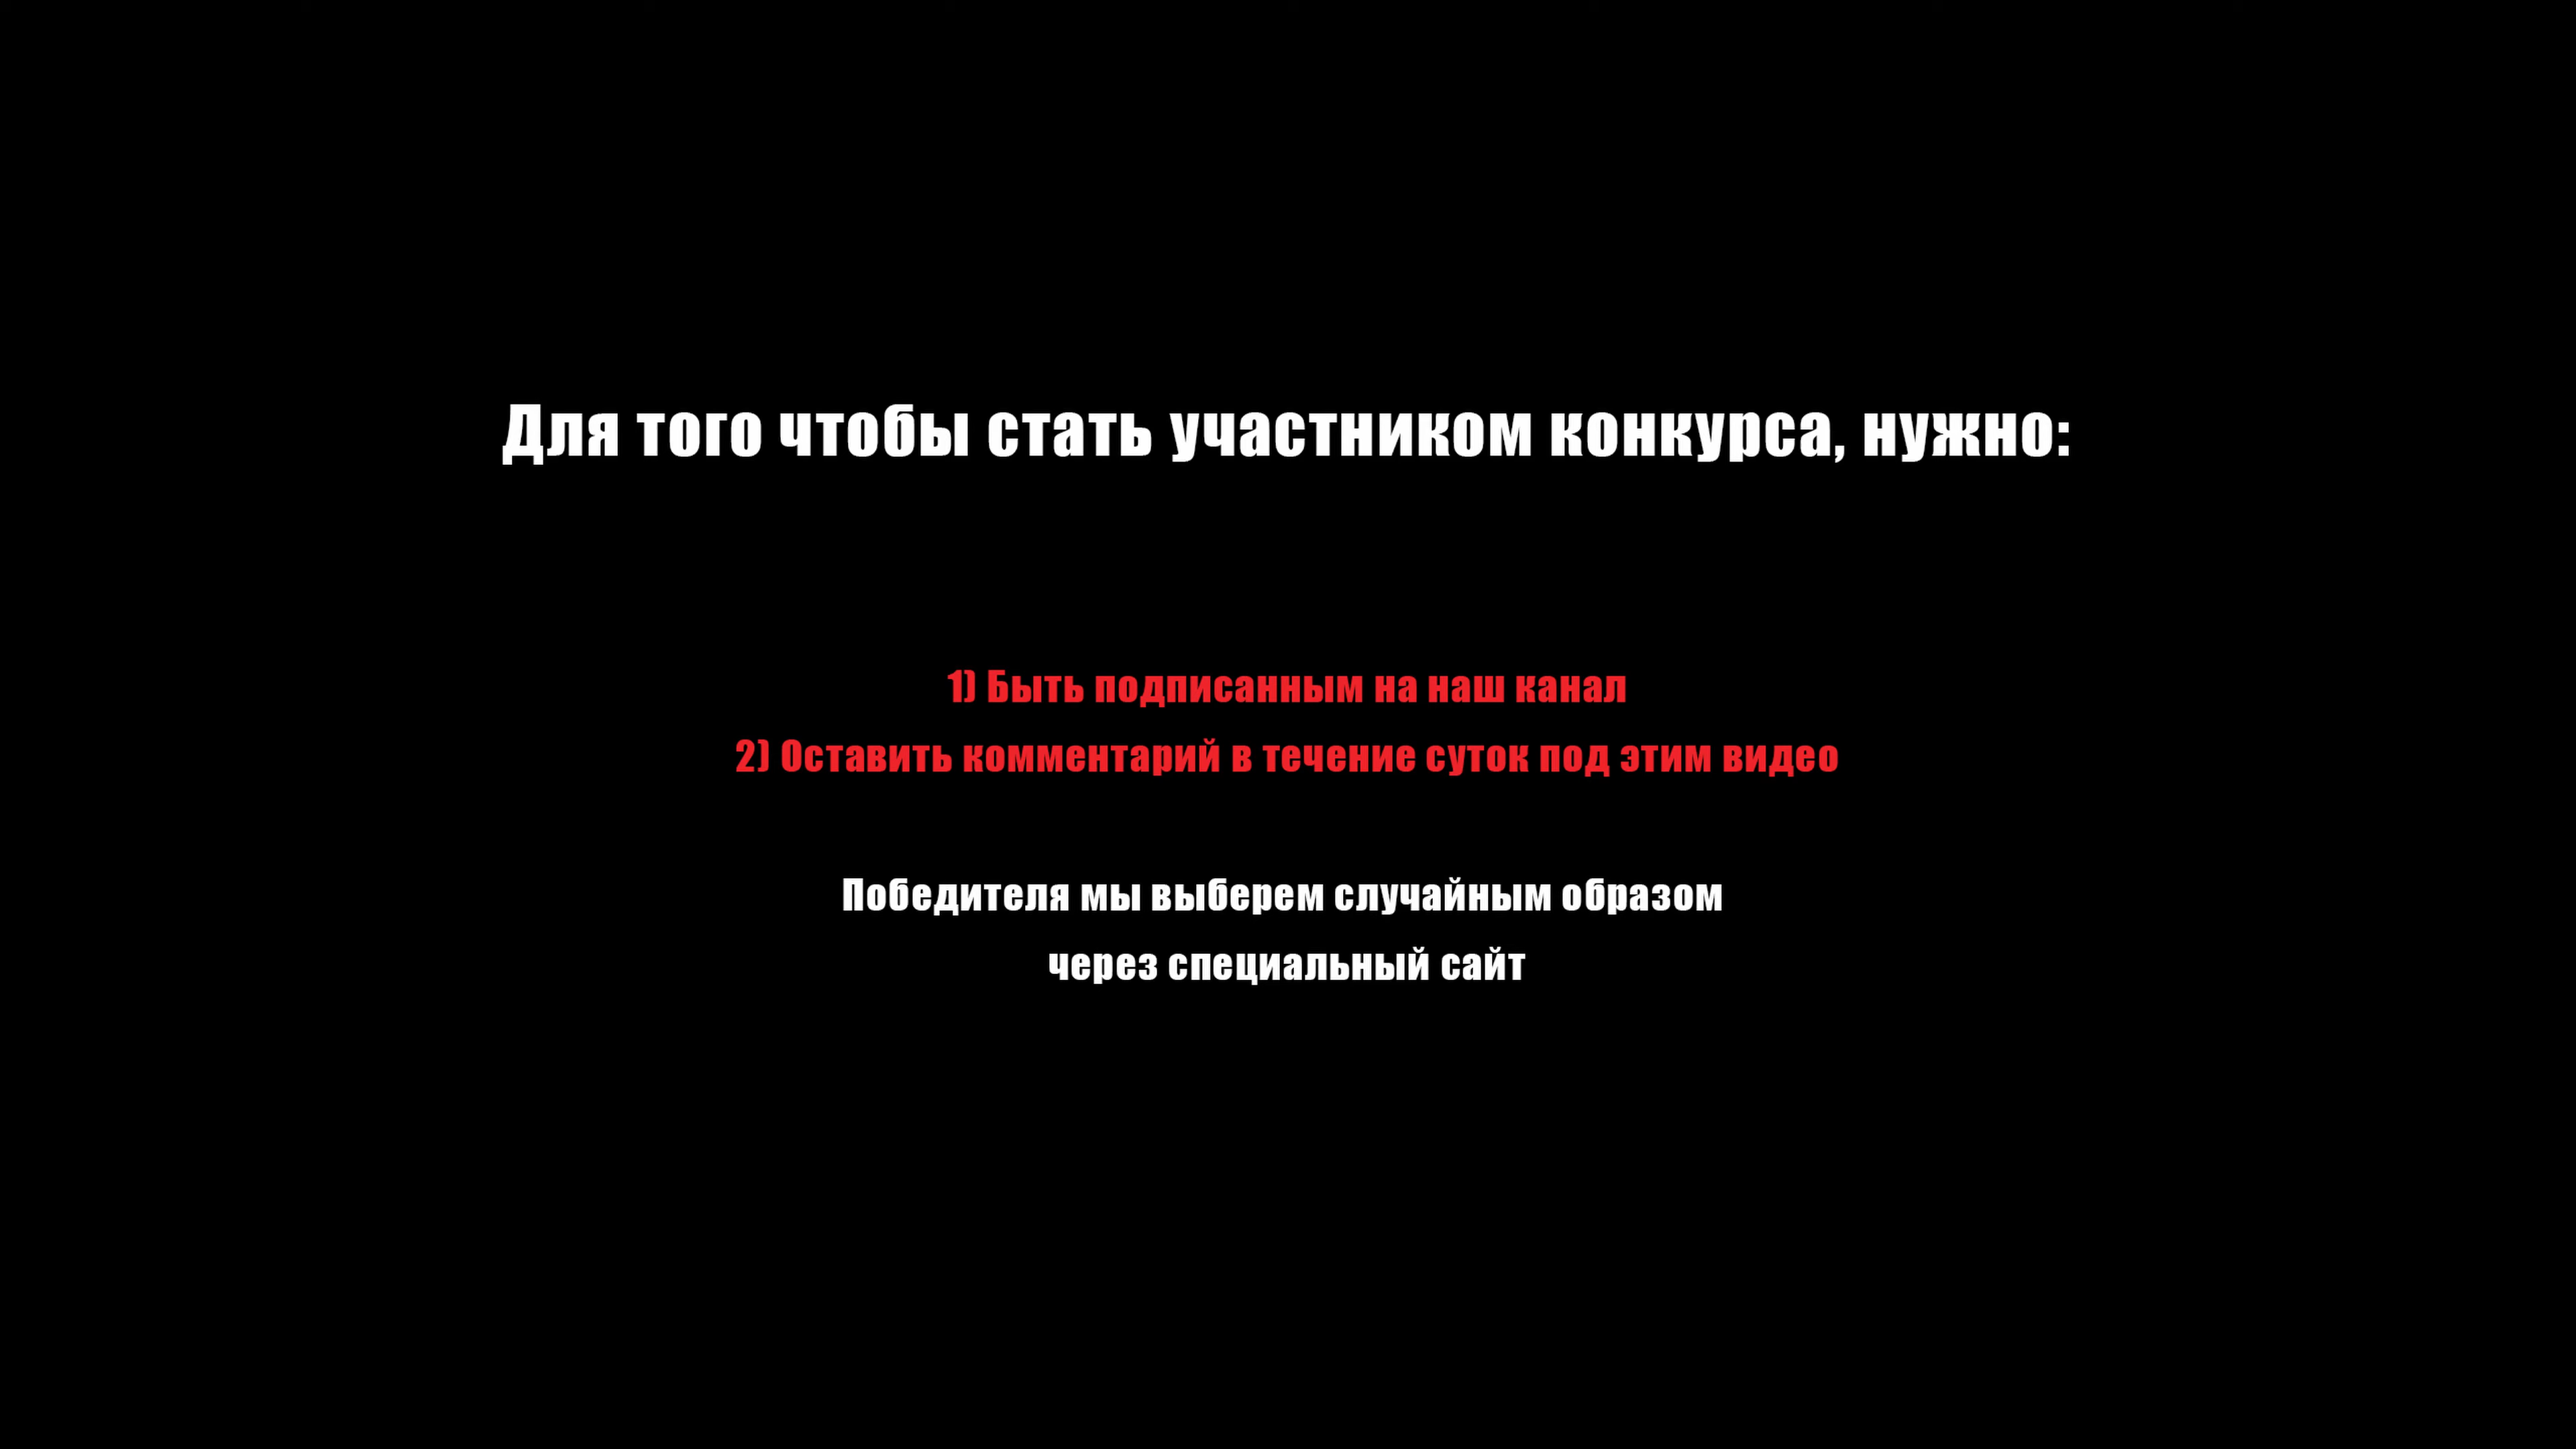 Для того чтобы стать участником конкурса, нужно:
1) Быть подписанным на наш канал
2) Оставить комментарий в течение суток под этим видео
Победителя мы выберем случайным образом
через специальный сайт